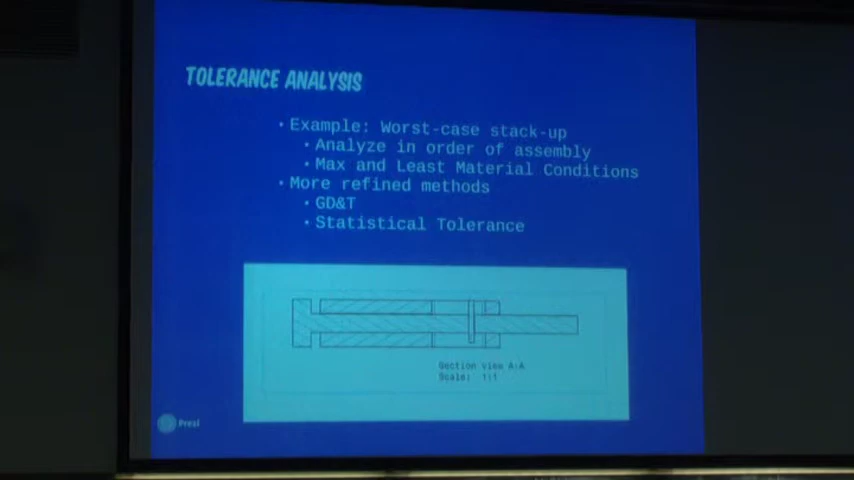 TOLERANCE ANALYSIS
• Example: Worst-case stack-up
• Analyze in order of assembly
• Max and Least Material Conditions
• More refined methods
• GD&T
• Statistical Tolerance
Section View A:A
Scale: 1:1
Prezi